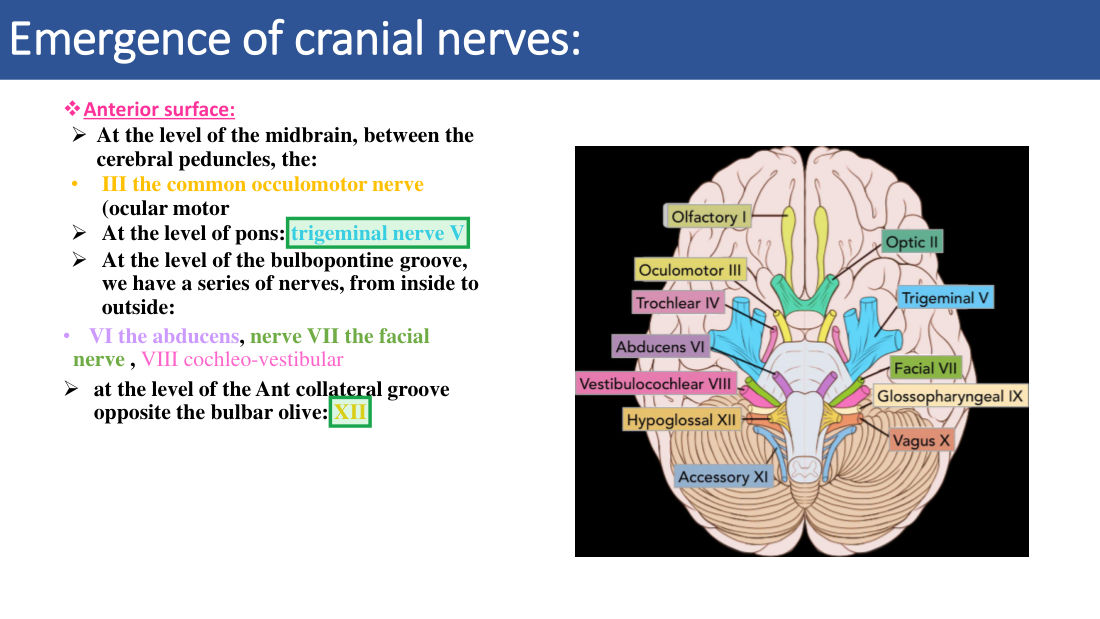 Emergence of cranial nerves:
❖Anterior surface:
➢ At the level of the midbrain, between the
cerebral peduncles, the:
• III the common occulomotor nerve
(ocular motor
➢ At the level of pons: trigeminal nerve V
➢ At the level of the bulbopontine groove,
we have a series of nerves, from inside to
outside:
• VI the abducens, nerve VII the facial
nerve , VIII cochleo-vestibular
➢ at the level of the Ant collateral groove
opposite the bulbar olive: XII
Olfactory I
Optic II
Oculomotor III
Trigeminal V
Trochlear IV
Abducens VI
Facial VII
Vestibulocochlear VIII
Glossopharyngeal IX
Hypoglossal XII
Vagus X
Accessory XI